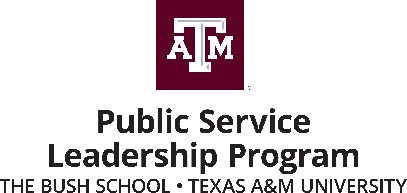 ATM
Public Service
Leadership Program
THE BUSH SCHOOL • TEXAS A&M UNIVERSITY